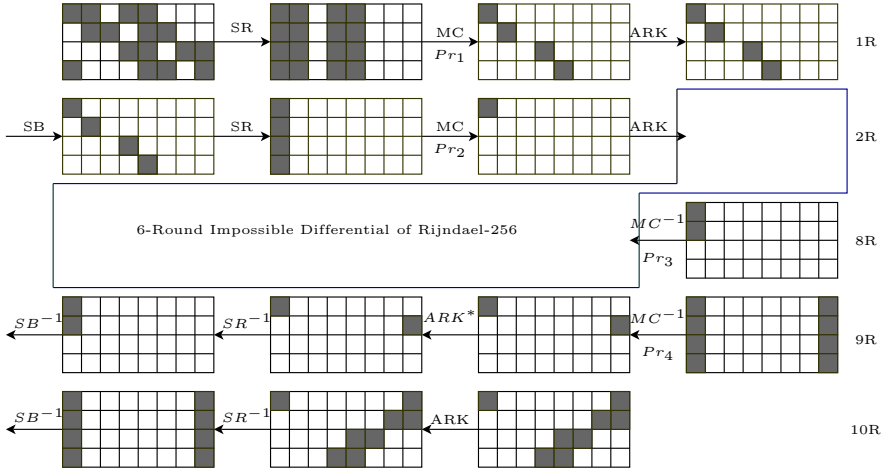 SR MC ARK 1R
Pr₁
SB SR MC ARK 2R
Pr₂
6-Round Impossible Differential of Rijndael-256 MC⁻¹ 8R
Pr₃
SB⁻¹ SR⁻¹ ARK* MC⁻¹ 9R
Pr₄
SB⁻¹ SR⁻¹ ARK 10R